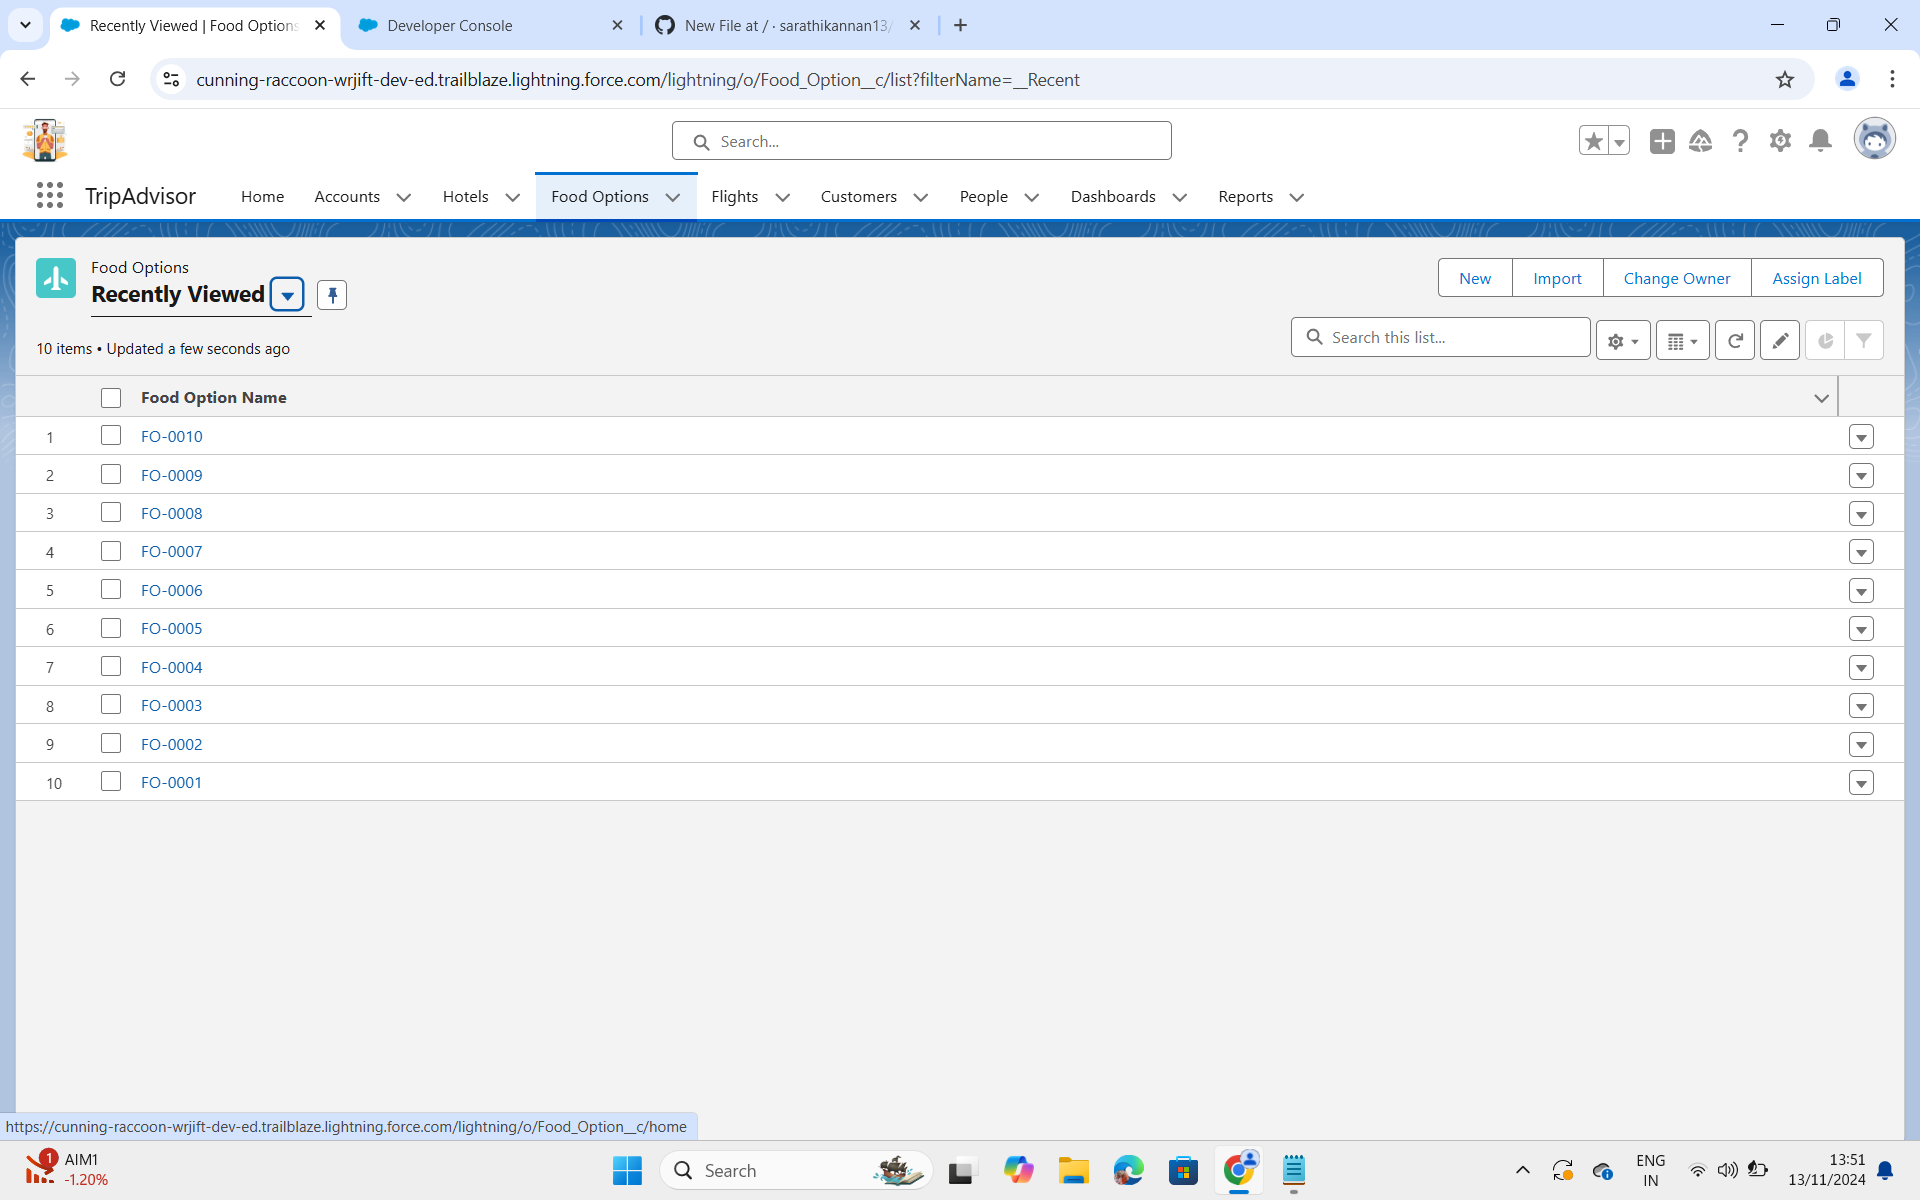 Recently Viewed | Food Options
Developer Console
New File at / · sarathikannan13/
cunning-raccoon-wrjift-dev-ed.trailblaze.lightning.force.com/lightning/o/Food_Option__c/list?filterName=__Recent
Search...
TripAdvisor
Home
Accounts
Hotels
Food Options
Flights
Customers
People
Dashboards
Reports
Food Options
Recently Viewed
New
Import
Change Owner
Assign Label
10 items • Updated a few seconds ago
Search this list...
Food Option Name
1 FO-0010
2 FO-0009
3 FO-0008
4 FO-0007
5 FO-0006
6 FO-0005
7 FO-0004
8 FO-0003
9 FO-0002
10 FO-0001
https://cunning-raccoon-wrjift-dev-ed.trailblaze.lightning.force.com/lightning/o/Food_Option__c/home
1
AIM1
-1.20%
Search
ENG
IN
13:51
13/11/2024